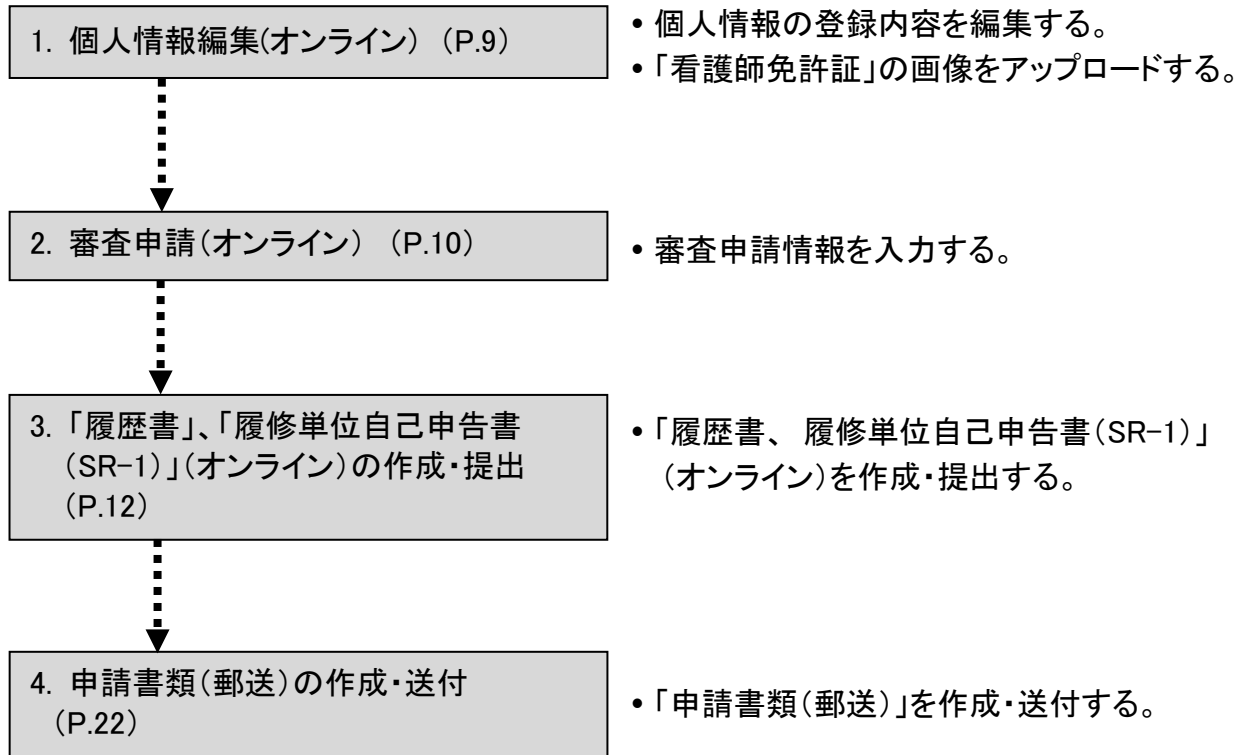 1. 個人情報編集(オンライン) (P.9)
• 個人情報の登録内容を編集する。
• 「看護師免許証」の画像をアップロードする。
2. 審査申請(オンライン) (P.10)
• 審査申請情報を入力する。
3. 「履歴書」、「履修単位自己申告書
(SR-1)」(オンライン)の作成・提出
(P.12)
• 「履歴書、 履修単位自己申告書(SR-1)」
(オンライン)を作成・提出する。
4. 申請書類(郵送)の作成・送付
(P.22)
• 「申請書類(郵送)」を作成・送付する。